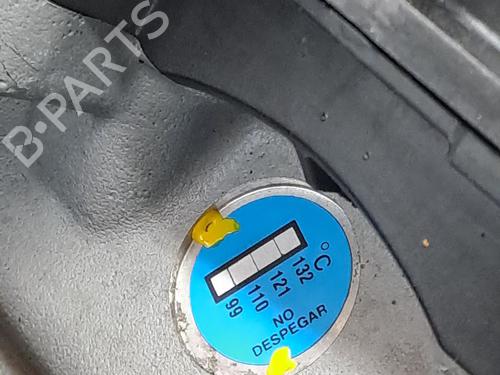 B-PARTS
°C
132
121
110
99
NO
DESPEGAR